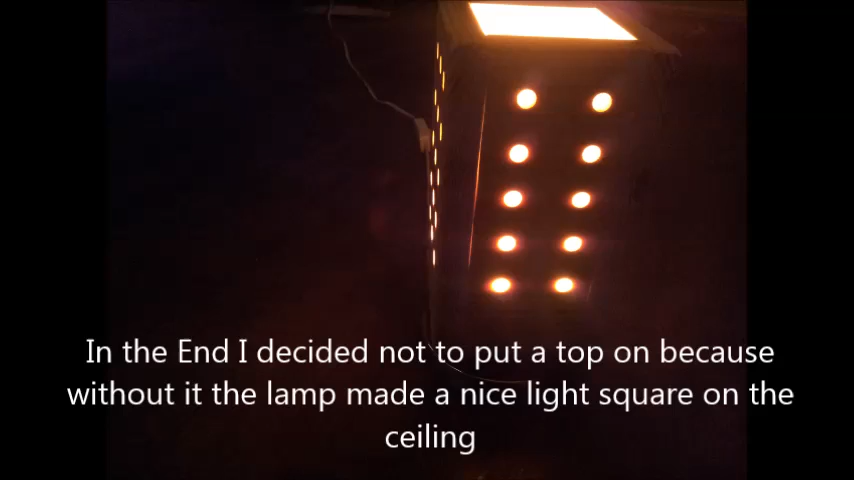 In the End I decided not to put a top on because
without it the lamp made a nice light square on the
ceiling